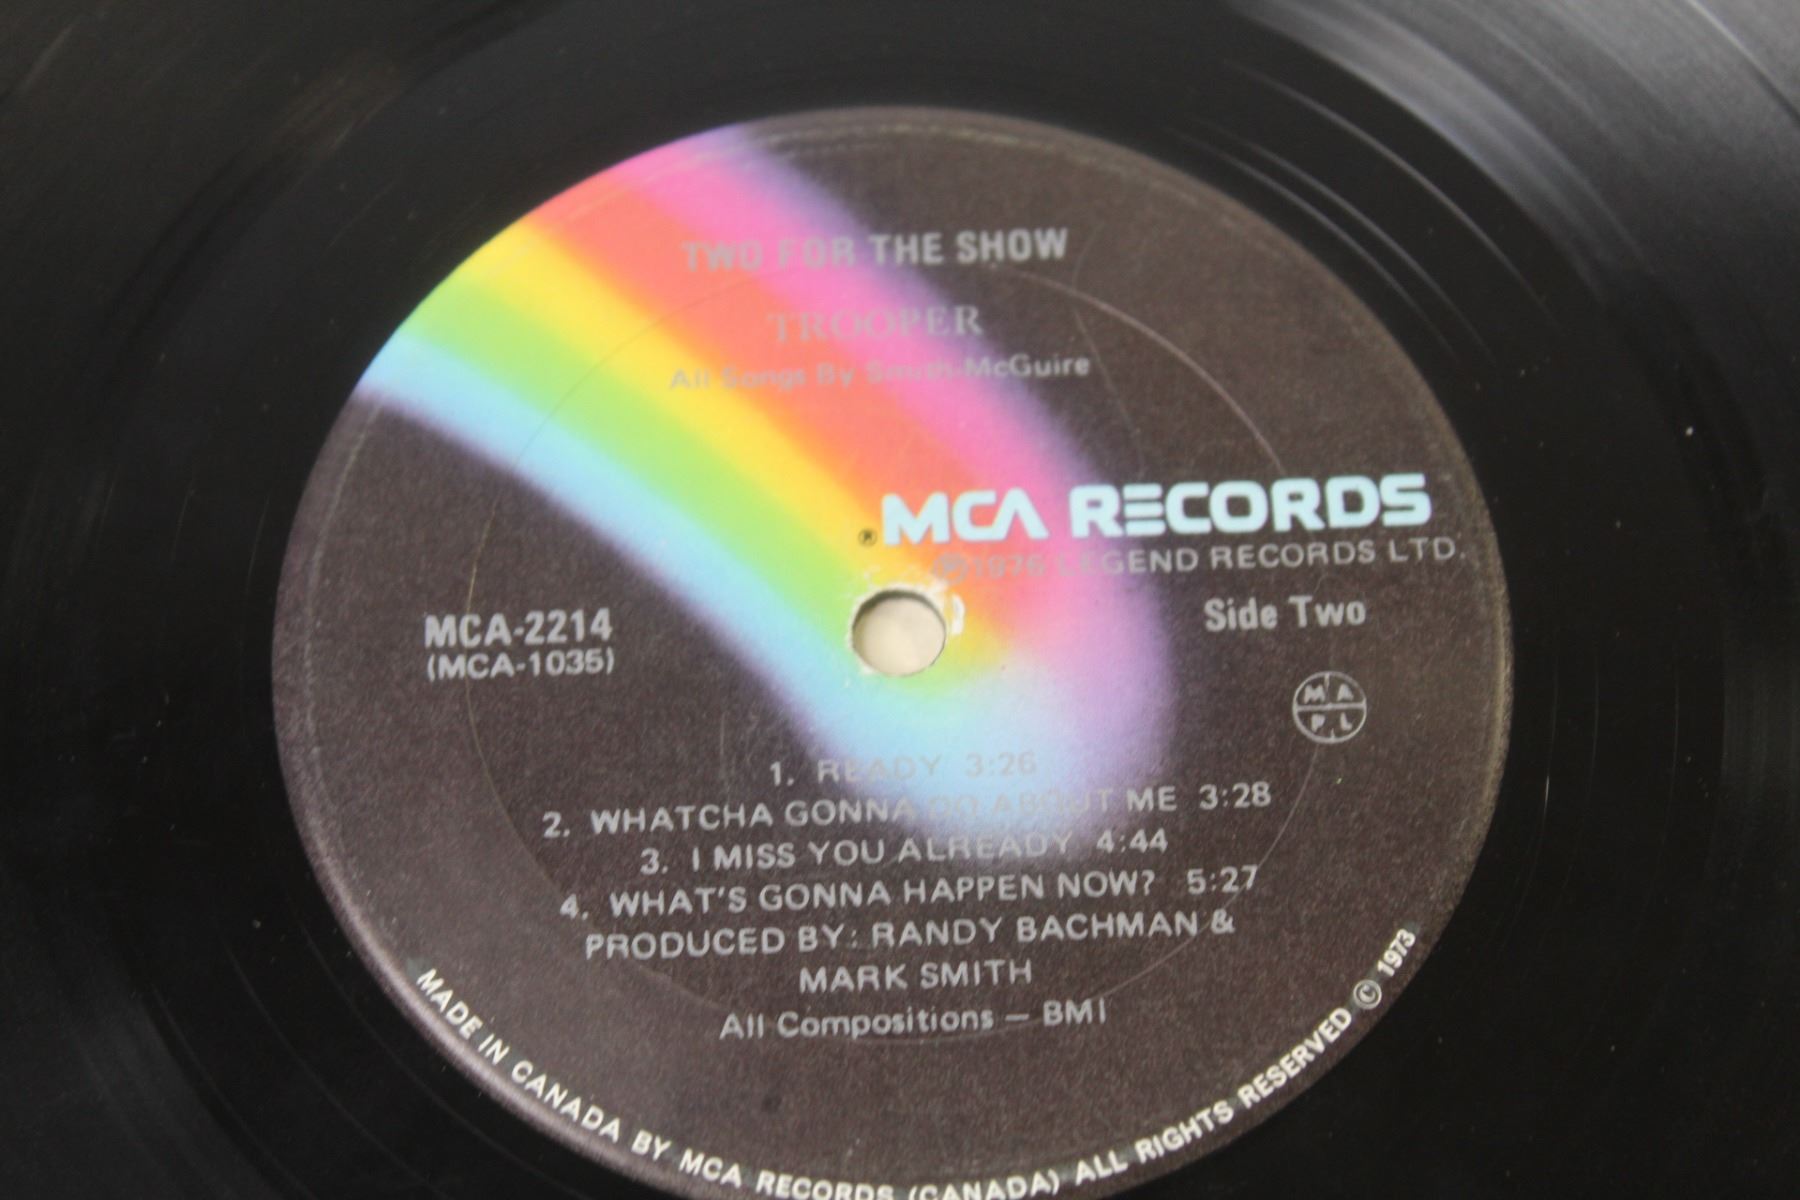 TWO FOR THE SHOW
TROOPER
All Songs By Smith-McGuire
® MCA RECORDS
Ⓟ1976 LEGEND RECORDS LTD.
MCA-2214
(MCA-1035)
Side Two
M A
P L
1. READY 3:26
2. WHATCHA GONNA DO ABOUT ME 3:28
3. I MISS YOU ALREADY 4:44
4. WHAT'S GONNA HAPPEN NOW? 5:27
PRODUCED BY: RANDY BACHMAN &
MARK SMITH
All Compositions — BMI
MADE IN CANADA BY MCA RECORDS (CANADA) ALL RIGHTS RESERVED © 1973